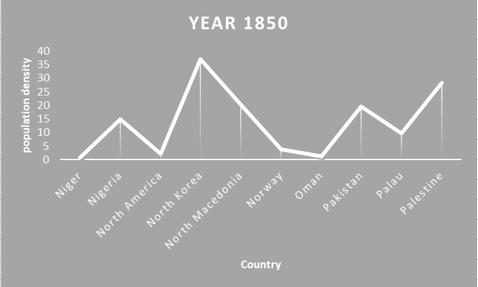 YEAR 1850
population density
40
35
30
25
20
15
10
5
0
Niger
Nigeria
North America
North Korea
North Macedonia
Norway
Oman
Pakistan
Palau
Palestine
Country